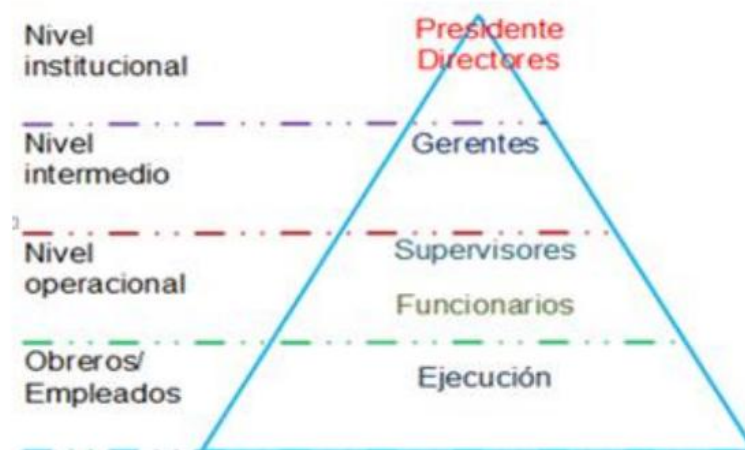 Nivel
institucional
Presidente
Directores
Nivel
intermedio
Gerentes
Nivel
operacional
Supervisores
Funcionarios
Obreros/
Empleados
Ejecución